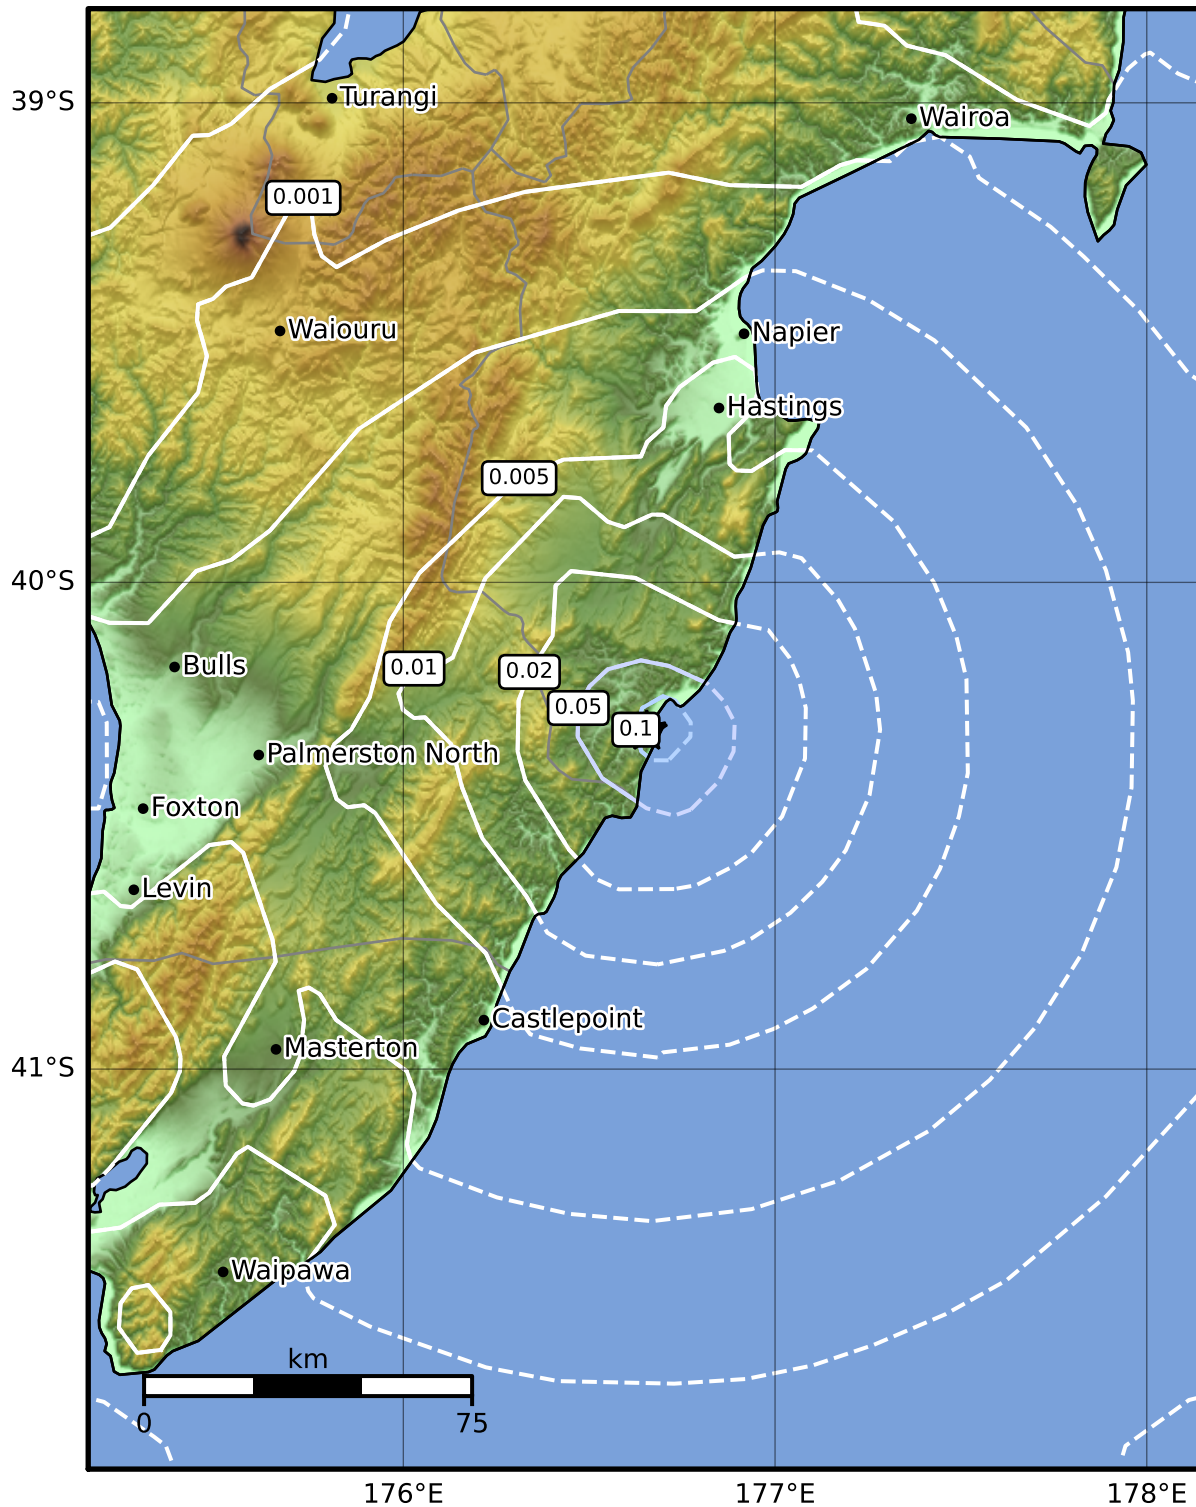 39°S
Turangi
Wairoa
0.001
Waiouru
Napier
Hastings
0.005
40°S
Bulls
0.01
0.02
0.05
0.1
Palmerston North
Foxton
Levin
Castlepoint
Masterton
41°S
Waipawa
km
0
75
176°E
177°E
178°E